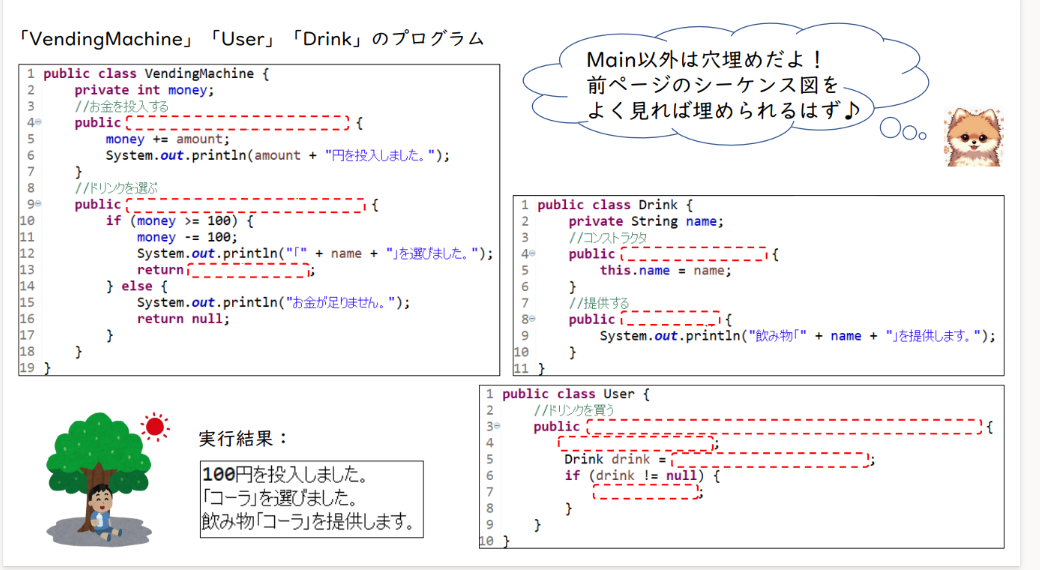 「VendingMachine」「User」「Drink」のプログラム
Main以外は穴埋めだよ！
前ページのシーケンス図を
よく見れば埋められるはず♪
1 public class VendingMachine {
2 private int money;
3 //お金を投入する
4 public {
5 money += amount;
6 System.out.println(amount + "円を投入しました。");
7 }
8 //ドリンクを選ぶ
9 public {
10 if (money >= 100) {
11 money -= 100;
12 System.out.println("「" + name + "」を選びました。");
13 return ;
14 } else {
15 System.out.println("お金が足りません。");
16 return null;
17 }
18 }
19 }
1 public class Drink {
2 private String name;
3 //コンストラクタ
4 public {
5 this.name = name;
6 }
7 //提供する
8 public {
9 System.out.println("飲み物「" + name + "」を提供します。");
10 }
11 }
1 public class User {
2 //ドリンクを買う
3 public {
4 ;
5 Drink drink = ;
6 if (drink != null) {
7 ;
8 }
9 }
10 }
実行結果：
100円を投入しました。
「コーラ」を選びました。
飲み物「コーラ」を提供します。